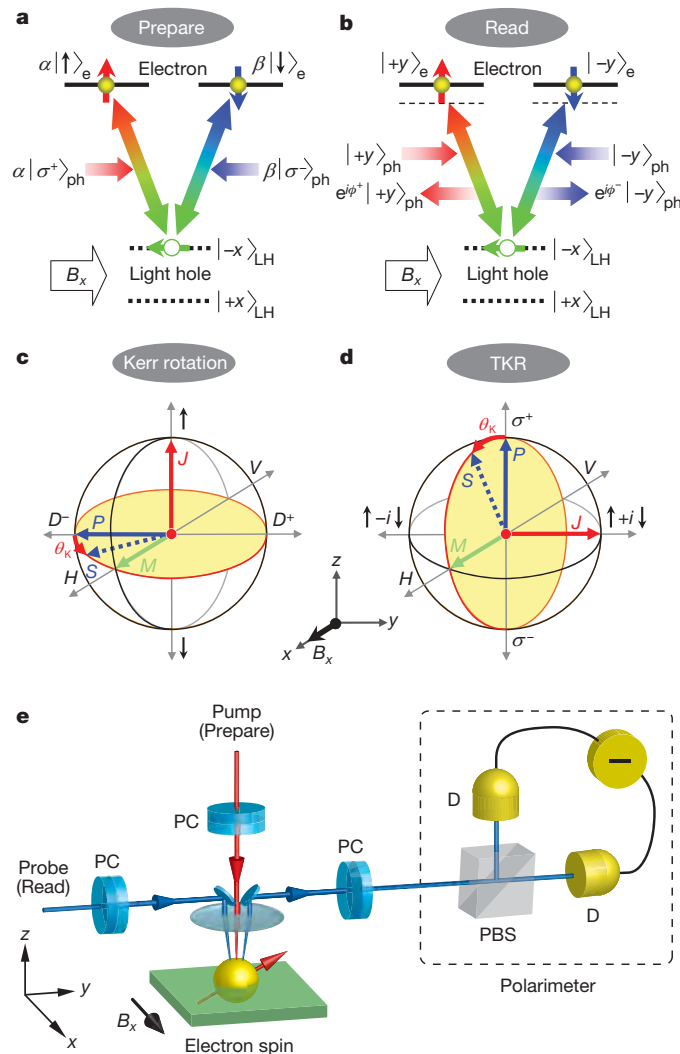 a
Prepare
α|↑⟩e
Electron
β|↓⟩e
α|σ+⟩ph
β|σ−⟩ph
|−x⟩LH
Bx
Light hole
|+x⟩LH
b
Read
|+y⟩e
Electron
|−y⟩e
|+y⟩ph
|−y⟩ph
eiϕ+|+y⟩ph
eiϕ−|−y⟩ph
|−x⟩LH
Bx
Light hole
|+x⟩LH
c
Kerr rotation
↑
J
V
D− P D+
θK
S
M
H
↓
d
TKR
θK σ+
P
S
V
↑−i↓ J ↑+i↓
M
H
σ−
z
y
x
Bx
e
Pump
(Prepare)
PC
Probe
(Read)
PC
PC
D
−
D
PBS
Polarimeter
z
y
x
Bx
Electron spin